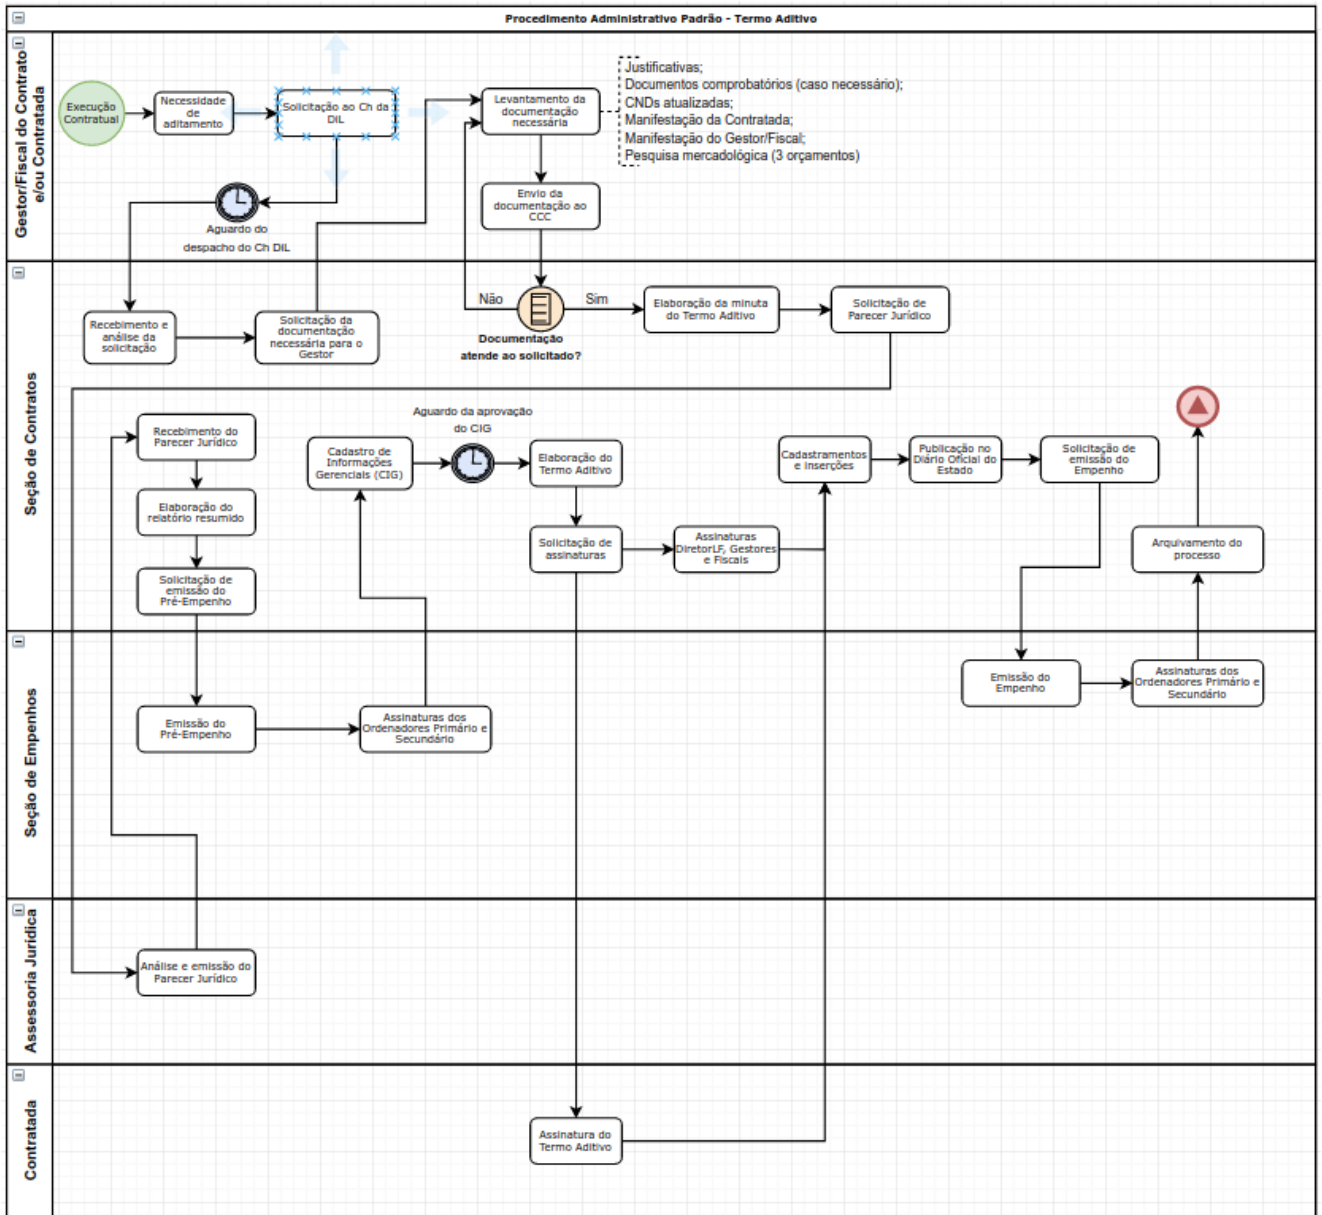 Procedimento Administrativo Padrão - Termo Aditivo
Gestor/Fiscal do Contrato
e/ou Contratada
Execução
Contratual
Necessidade
de
aditamento
Solicitação ao Ch da
DIL
Levantamento da
documentação
necessária
Justificativas;
Documentos comprobatórios (caso necessário);
CNDs atualizadas;
Manifestação da Contratada;
Manifestação do Gestor/Fiscal;
Pesquisa mercadológica (3 orçamentos)
Aguardo do
despacho do Ch DIL
Envio da
documentação ao
CCC
Seção de Contratos
Recebimento e
análise da
solicitação
Solicitação da
documentação
necessária para o
Gestor
Não
Sim
Documentação
atende ao solicitado?
Elaboração da minuta
do Termo Aditivo
Solicitação de
Parecer Jurídico
Recebimento do
Parecer Jurídico
Elaboração do
relatório resumido
Solicitação de
emissão do
Pré-Empenho
Cadastro de
Informações
Gerenciais (CIG)
Aguardo da aprovação
do CIG
Elaboração do
Termo Aditivo
Solicitação de
assinaturas
Assinaturas
DiretorLF, Gestores
e Fiscais
Cadastramentos
e inserções
Publicação no
Diário Oficial do
Estado
Solicitação de
emissão do
Empenho
Arquivamento do
processo
Seção de Empenhos
Emissão do
Pré-Empenho
Assinaturas dos
Ordenadores Primário e
Secundário
Emissão do
Empenho
Assinaturas dos
Ordenadores Primário e
Secundário
Assessoria Jurídica
Análise e emissão do
Parecer Jurídico
Contratada
Assinatura do
Termo Aditivo